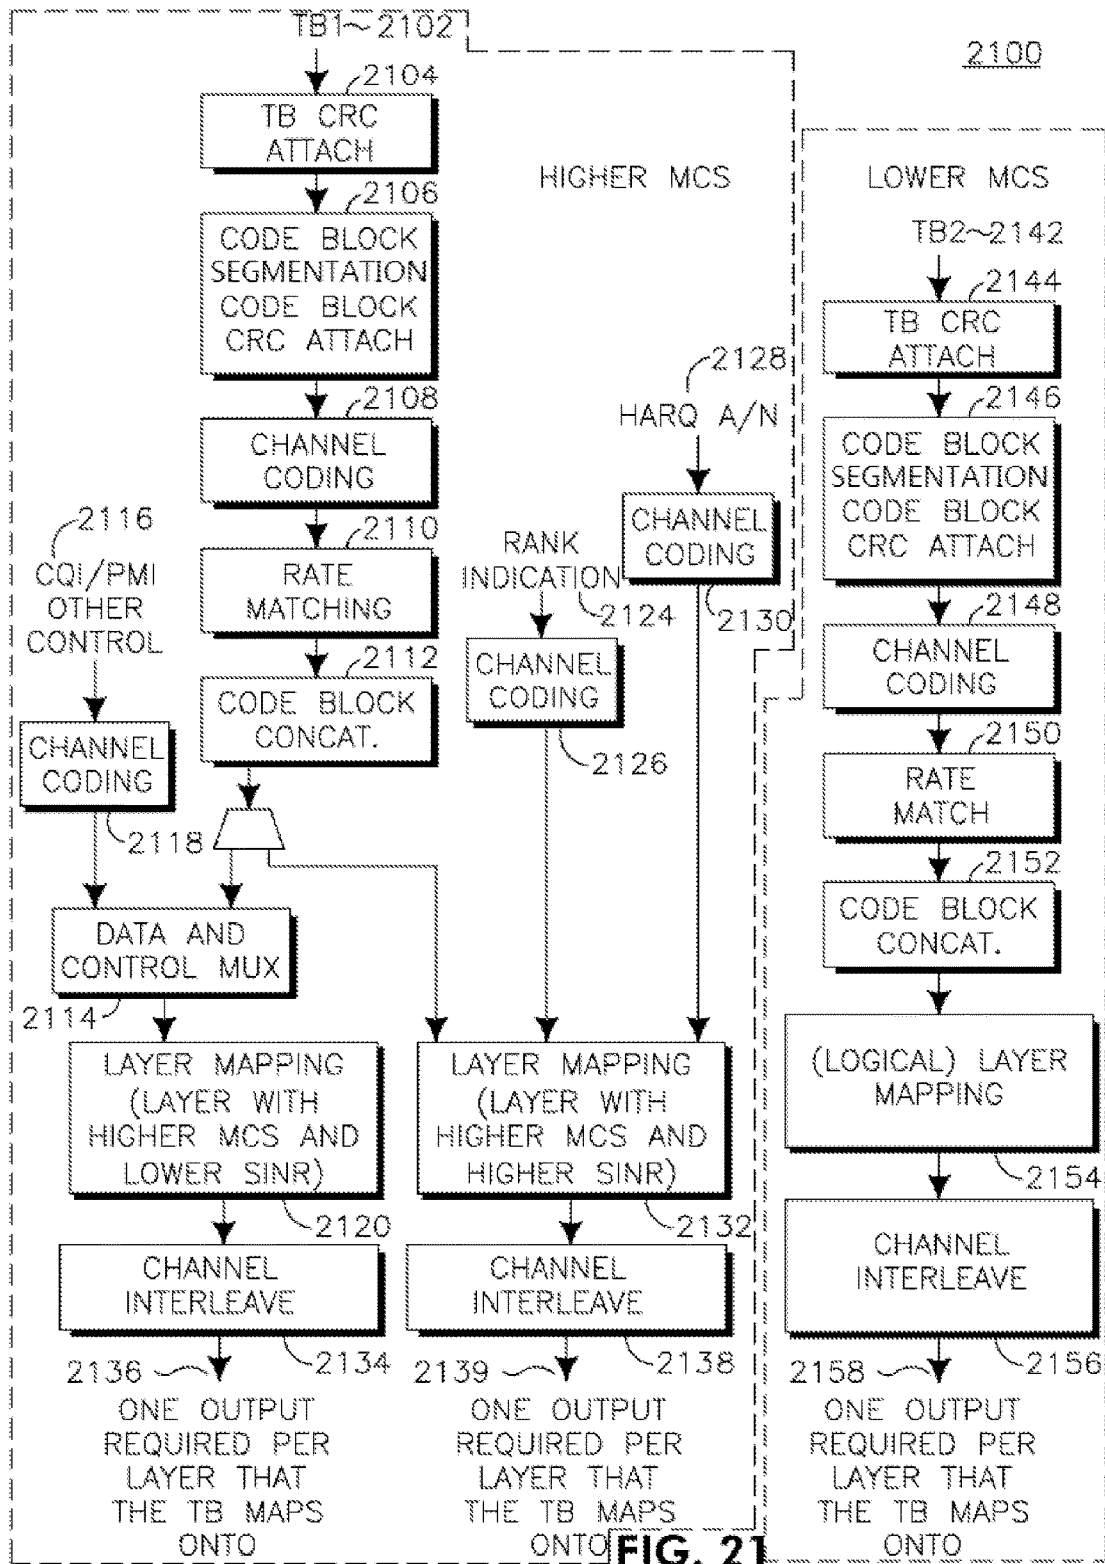 TB1~2102
2100
2104
TB CRC
ATTACH
HIGHER MCS
2106
CODE BLOCK
SEGMENTATION
CODE BLOCK
CRC ATTACH
2108
CHANNEL
CODING
2110
RATE
MATCHING
2112
CODE BLOCK
CONCAT.
2116
CQI/PMI
OTHER
CONTROL
CHANNEL
CODING
2118
DATA AND
CONTROL MUX
2114
RANK
INDICATION
2124
CHANNEL
CODING
2126
2128
HARQ A/N
CHANNEL
CODING
2130
LAYER MAPPING
(LAYER WITH
HIGHER MCS AND
LOWER SINR)
2120
CHANNEL
INTERLEAVE
2134
2136
ONE OUTPUT
REQUIRED PER
LAYER THAT
THE TB MAPS
ONTO
LAYER MAPPING
(LAYER WITH
HIGHER MCS AND
HIGHER SINR)
2132
CHANNEL
INTERLEAVE
2138
2139
ONE OUTPUT
REQUIRED PER
LAYER THAT
THE TB MAPS
ONTO
LOWER MCS
TB2~2142
2144
TB CRC
ATTACH
2146
CODE BLOCK
SEGMENTATION
CODE BLOCK
CRC ATTACH
2148
CHANNEL
CODING
2150
RATE
MATCH
2152
CODE BLOCK
CONCAT.
(LOGICAL) LAYER
MAPPING
2154
CHANNEL
INTERLEAVE
2156
2158
ONE OUTPUT
REQUIRED PER
LAYER THAT
THE TB MAPS
ONTO
FIG. 21